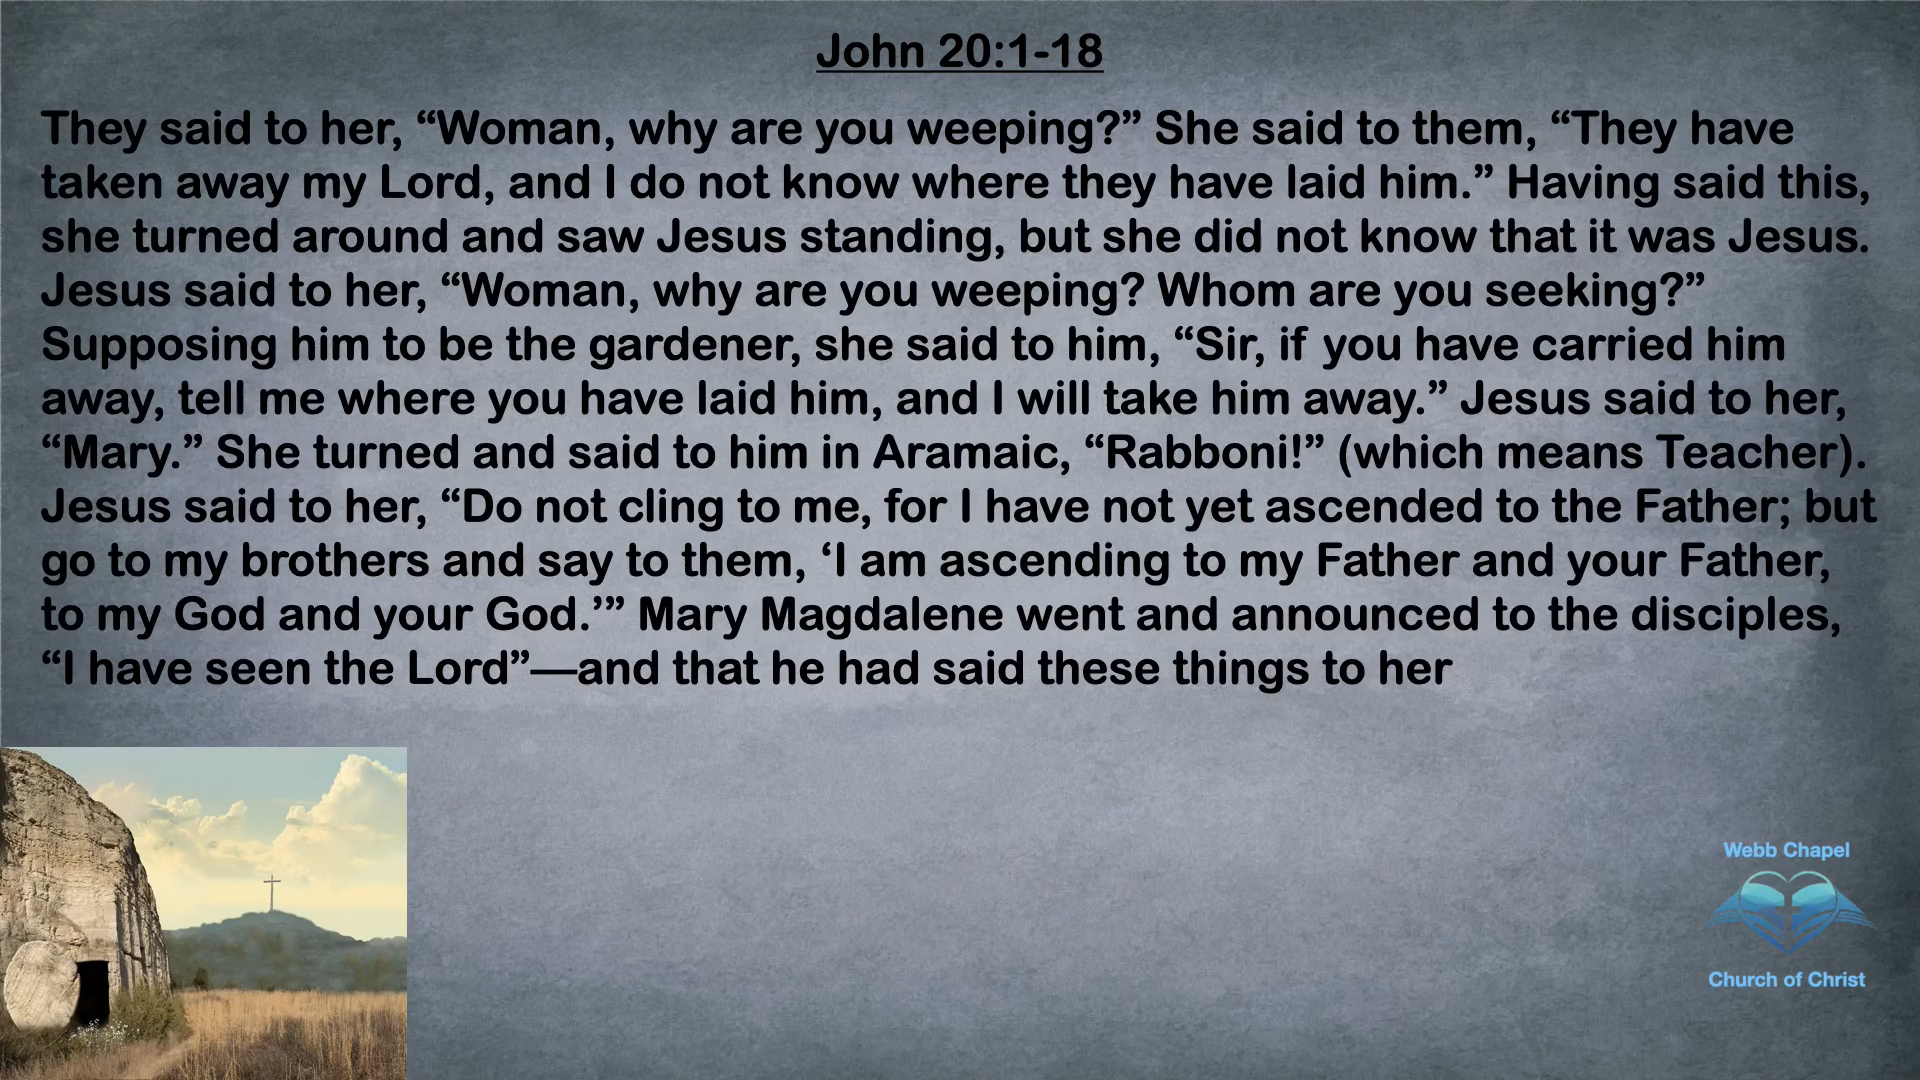 John 20:1-18
They said to her, “Woman, why are you weeping?” She said to them, “They have
taken away my Lord, and I do not know where they have laid him.” Having said this,
she turned around and saw Jesus standing, but she did not know that it was Jesus.
Jesus said to her, “Woman, why are you weeping? Whom are you seeking?”
Supposing him to be the gardener, she said to him, “Sir, if you have carried him
away, tell me where you have laid him, and I will take him away.” Jesus said to her,
“Mary.” She turned and said to him in Aramaic, “Rabboni!” (which means Teacher).
Jesus said to her, “Do not cling to me, for I have not yet ascended to the Father; but
go to my brothers and say to them, ‘I am ascending to my Father and your Father,
to my God and your God.’” Mary Magdalene went and announced to the disciples,
“I have seen the Lord”—and that he had said these things to her
Webb Chapel
Church of Christ